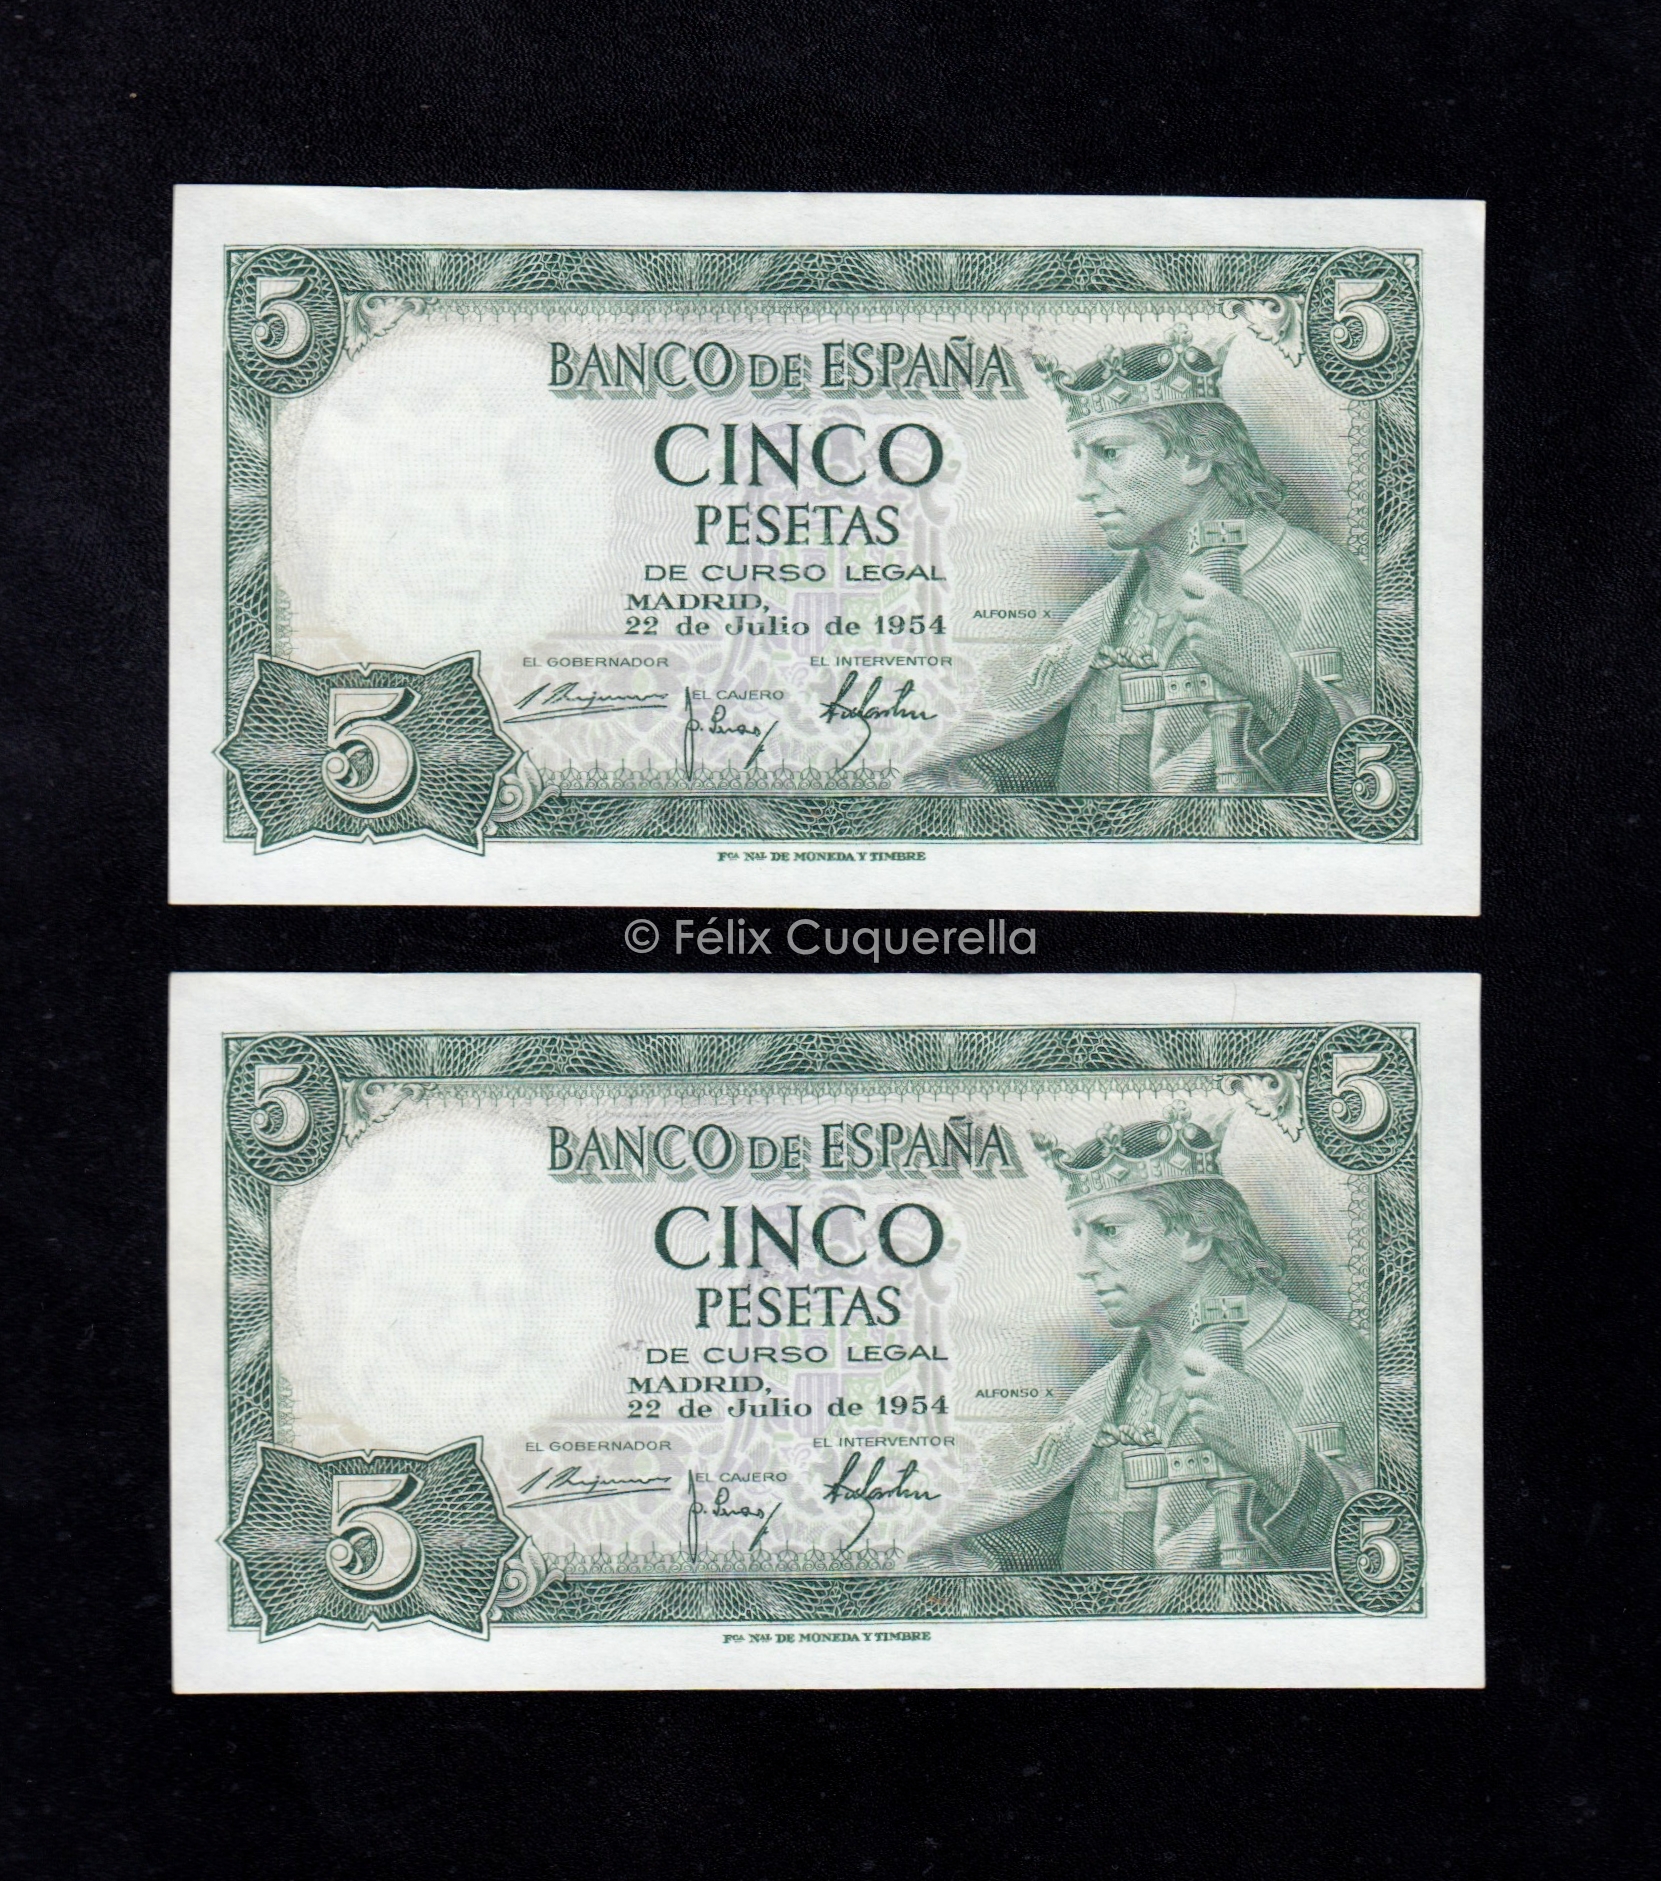 5
5
BANCO DE ESPAÑA
CINCO
PESETAS
DE CURSO LEGAL
MADRID,
22 de Julio de 1954
ALFONSO X
EL GOBERNADOR
EL INTERVENTOR
EL CAJERO
5
5
Fca Nal DE MONEDA Y TIMBRE
© Félix Cuquerella
5
5
BANCO DE ESPAÑA
CINCO
PESETAS
DE CURSO LEGAL
MADRID,
22 de Julio de 1954
ALFONSO X
EL GOBERNADOR
EL INTERVENTOR
EL CAJERO
5
5
Fca Nal DE MONEDA Y TIMBRE